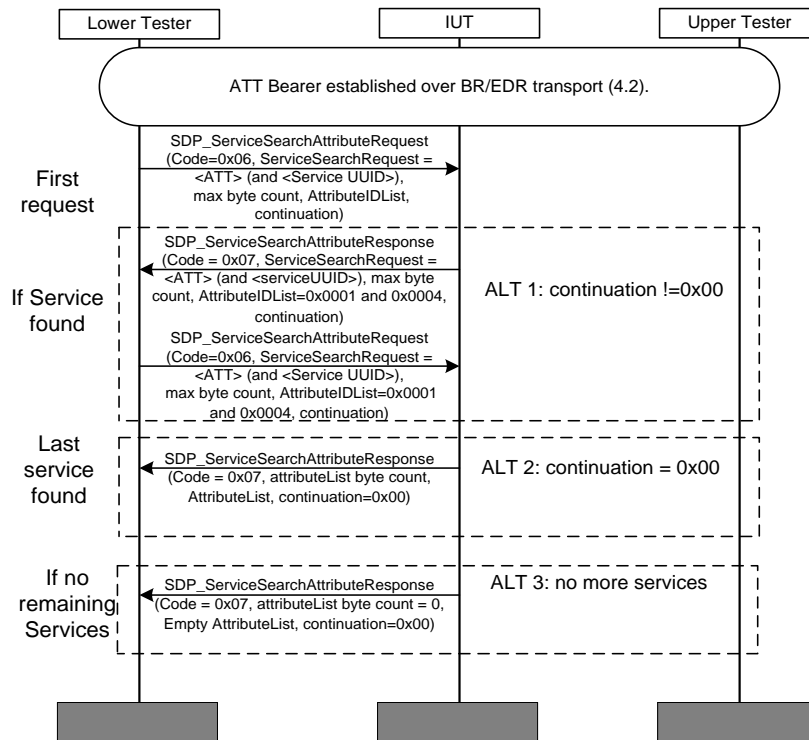 Lower Tester
IUT
Upper Tester
ATT Bearer established over BR/EDR transport (4.2).
First
request
SDP_ServiceSearchAttributeRequest
(Code=0x06, ServiceSearchRequest =
<ATT> (and <Service UUID>),
max byte count, AttributeIDList,
continuation)
If Service
found
SDP_ServiceSearchAttributeResponse
(Code = 0x07, ServiceSearchRequest =
<ATT> (and <serviceUUID>), max byte
count, AttributeIDList=0x0001 and 0x0004,
continuation)
ALT 1: continuation !=0x00
SDP_ServiceSearchAttributeRequest
(Code=0x06, ServiceSearchRequest =
<ATT> (and <Service UUID>),
max byte count, AttributeIDList=0x0001
and 0x0004, continuation)
Last
service
found
SDP_ServiceSearchAttributeResponse
(Code = 0x07, attributeList byte count,
AttributeList, continuation=0x00)
ALT 2: continuation = 0x00
If no
remaining
Services
SDP_ServiceSearchAttributeResponse
(Code = 0x07, attributeList byte count = 0,
Empty AttributeList, continuation=0x00)
ALT 3: no more services